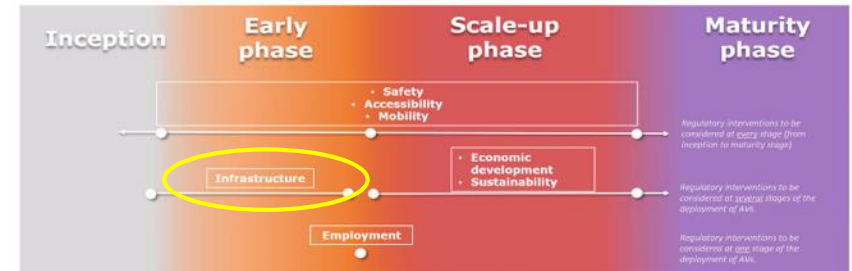 Inception
Early
phase
Scale-up
phase
Maturity
phase
• Safety
• Accessibility
• Mobility
Regulatory interventions to be
considered at every stage (from
inception to maturity stage)
Infrastructure
• Economic
development
• Sustainability
Regulatory interventions to be
considered at several stages of the
deployment of AVs.
Employment
Regulatory interventions to be
considered at one stage of the
deployment of AVs.